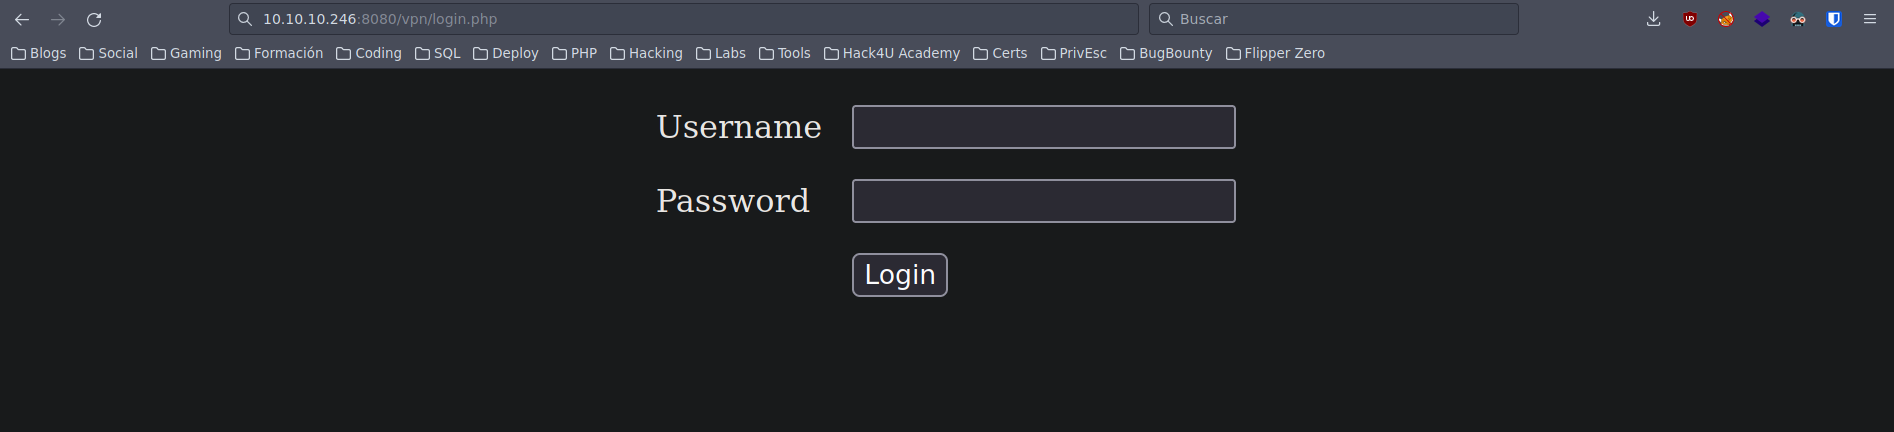 10.10.10.246:8080/vpn/login.php Buscar
Blogs Social Gaming Formación Coding SQL Deploy PHP Hacking Labs Tools Hack4U Academy Certs PrivEsc BugBounty Flipper Zero
Username
Password
Login